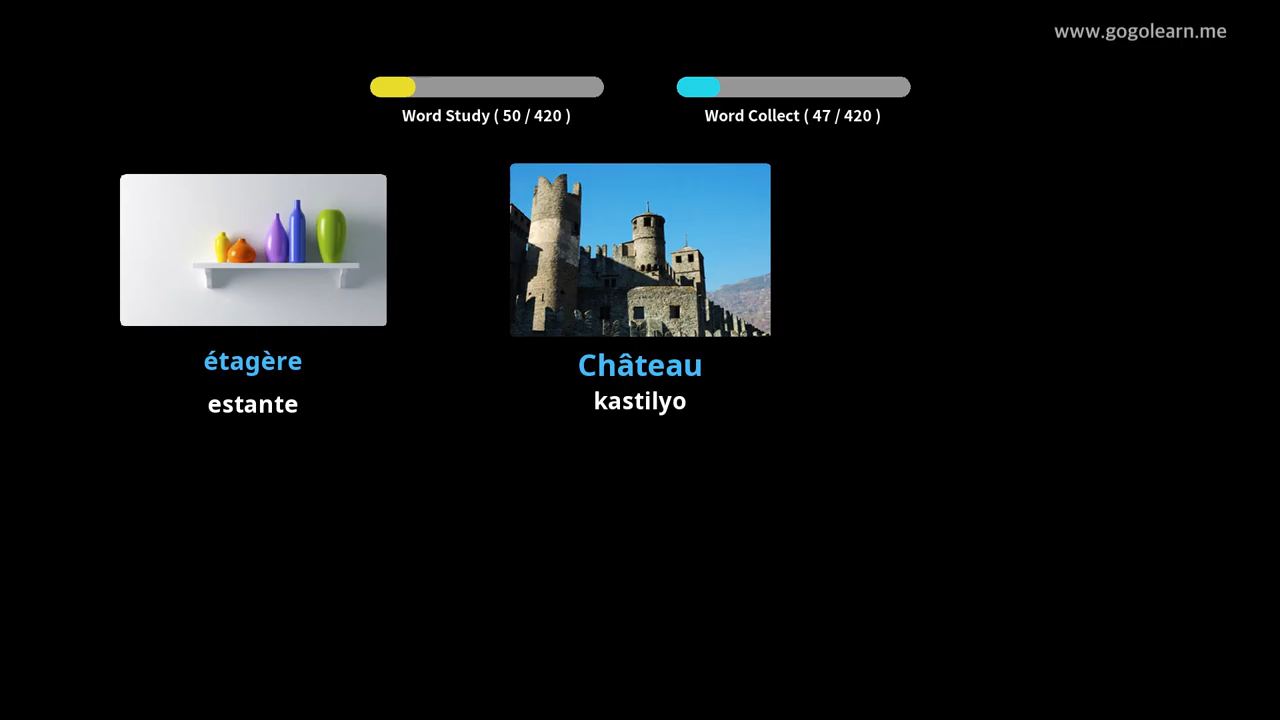 www.gogolearn.me
Word Study ( 50 / 420 )
Word Collect ( 47 / 420 )
étagère
estante
Château
kastilyo